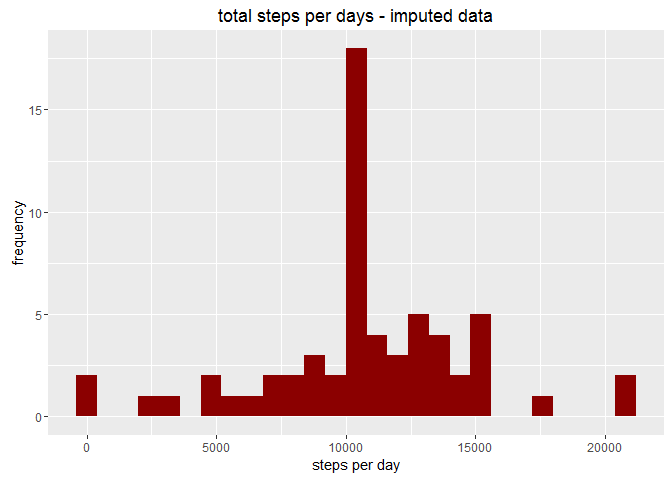 total steps per days - imputed data
frequency
15
10
5
0
0 5000 10000 15000 20000
steps per day